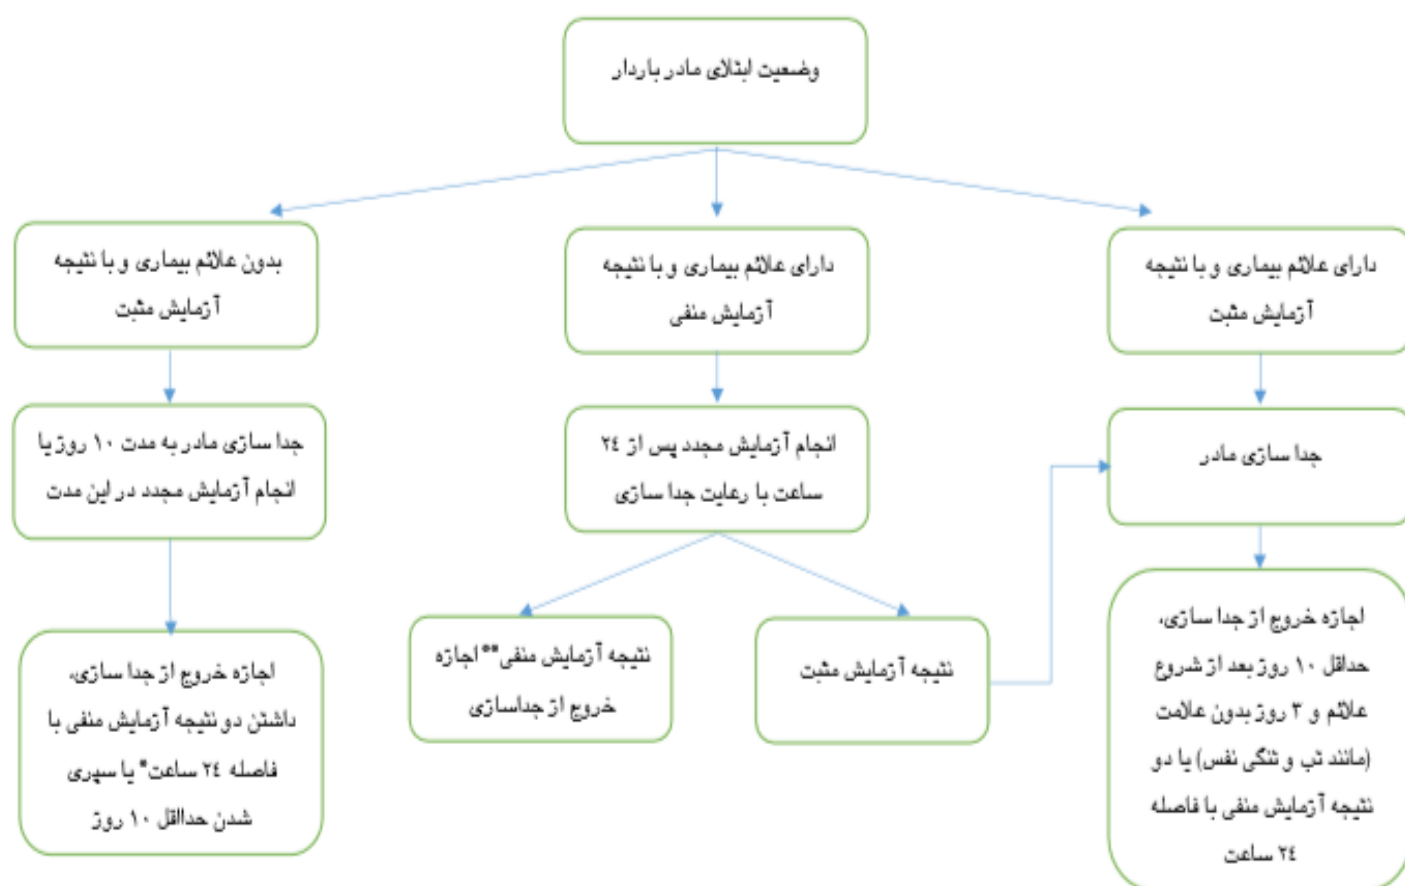 وضعیت ابتلای مادر باردار
دارای علائم بیماری و با نتیجه
آزمایش مثبت
دارای علائم بیماری و با نتیجه
آزمایش منفی
بدون علائم بیماری و با نتیجه
آزمایش مثبت
جدا سازی مادر
انجام آزمایش مجدد پس از ۲٤
ساعت با رعایت جدا سازی
جدا سازی مادر به مدت ۱۰ روز یا
انجام آزمایش مجدد در این مدت
اجازه خروج از جدا سازی،
حداقل ۱۰ روز بعد از شروع
علائم و ۳ روز بدون علامت
(مانند تب و تنگی نفس) یا دو
نتیجه آزمایش منفی با فاصله
۲٤ ساعت
نتیجه آزمایش مثبت
نتیجه آزمایش منفی** اجازه
خروج از جداسازی
اجازه خروج از جدا سازی،
داشتن دو نتیجه آزمایش منفی با
فاصله ۲٤ ساعت* یا سپری
شدن حدااقل ۱۰ روز